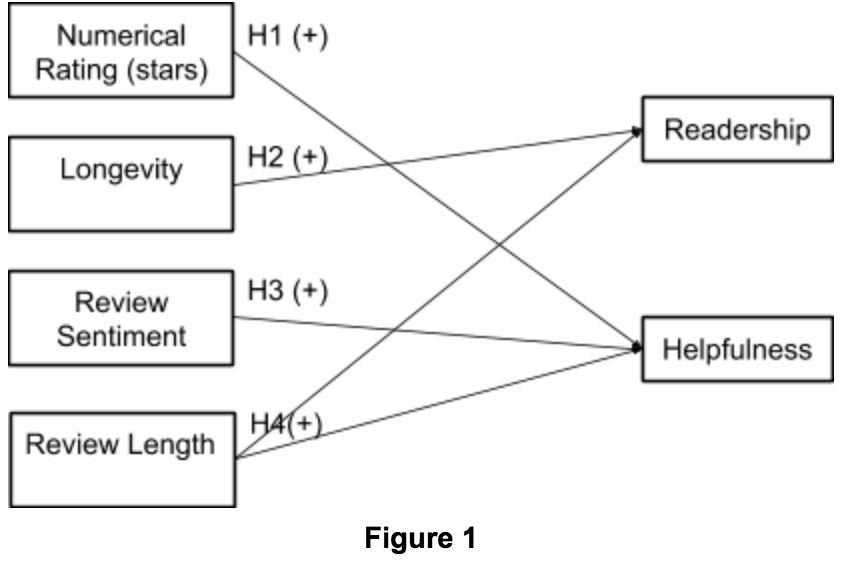 Numerical
Rating (stars)
H1 (+)
Longevity
H2 (+)
Review
Sentiment
H3 (+)
Review Length
H4(+)
Readership
Helpfulness
Figure 1